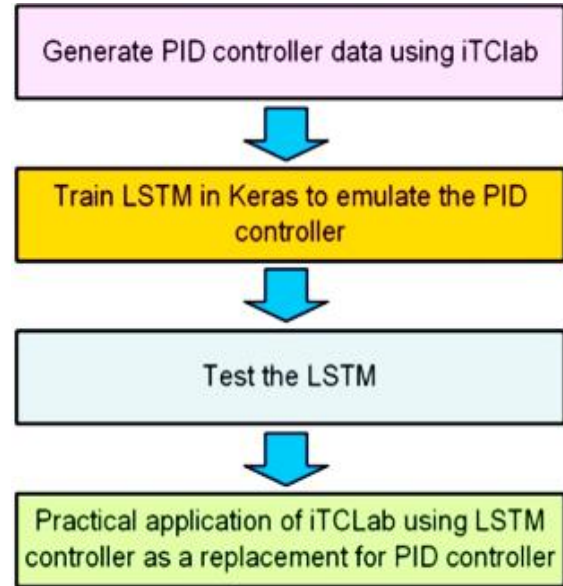 Generate PID controller data using iTClab
Train LSTM in Keras to emulate the PID
controller
Test the LSTM
Practical application of iTCLab using LSTM
controller as a replacement for PID controller